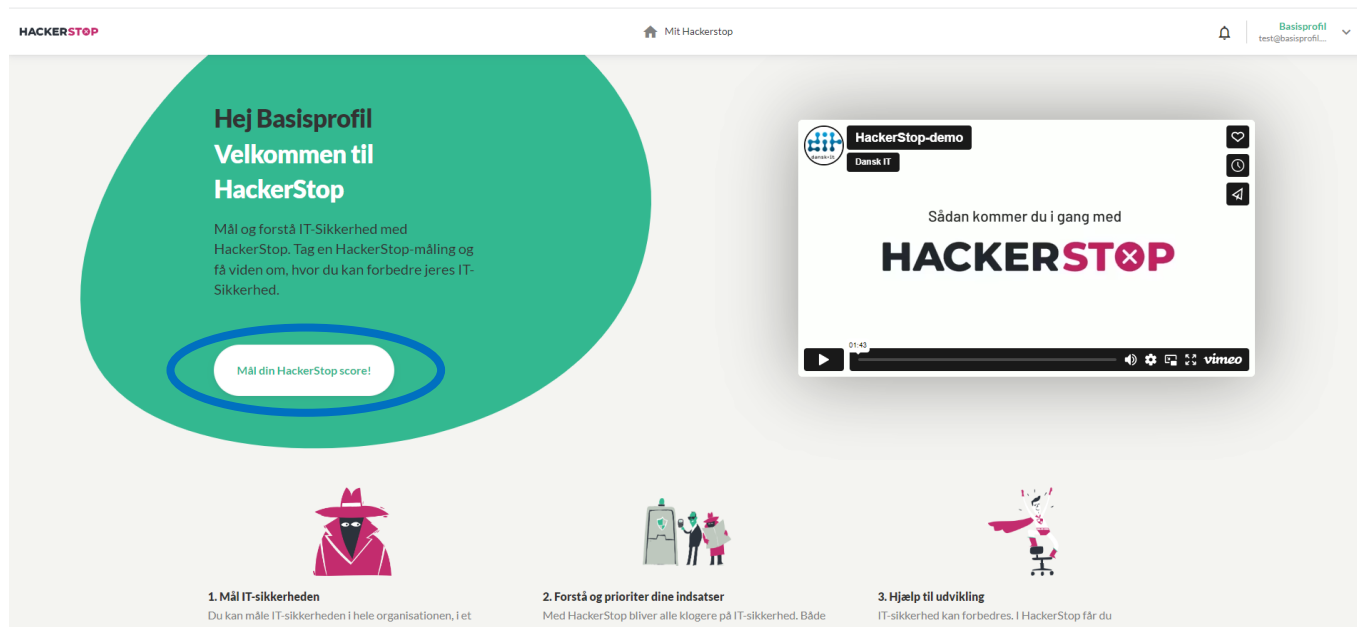 HACKERSTOP
Mit Hackerstop
Basisprofil
test@basisprofil...
Hej Basisprofil
Velkommen til
HackerStop
Mål og forstå IT-Sikkerhed med
HackerStop. Tag en HackerStop-måling og
få viden om, hvor du kan forbedre jeres IT-
Sikkerhed.
Mål din HackerStop score!
dansk-it
HackerStop-demo
Dansk IT
Sådan kommer du i gang med
HACKERSTOP
01:43
vimeo
1. Mål IT-sikkerheden
Du kan måle IT-sikkerheden i hele organisationen, i et
2. Forstå og prioriter dine indsatser
Med HackerStop bliver alle klogere på IT-sikkerhed. Både
3. Hjælp til udvikling
IT-sikkerhed kan forbedres. I HackerStop får du